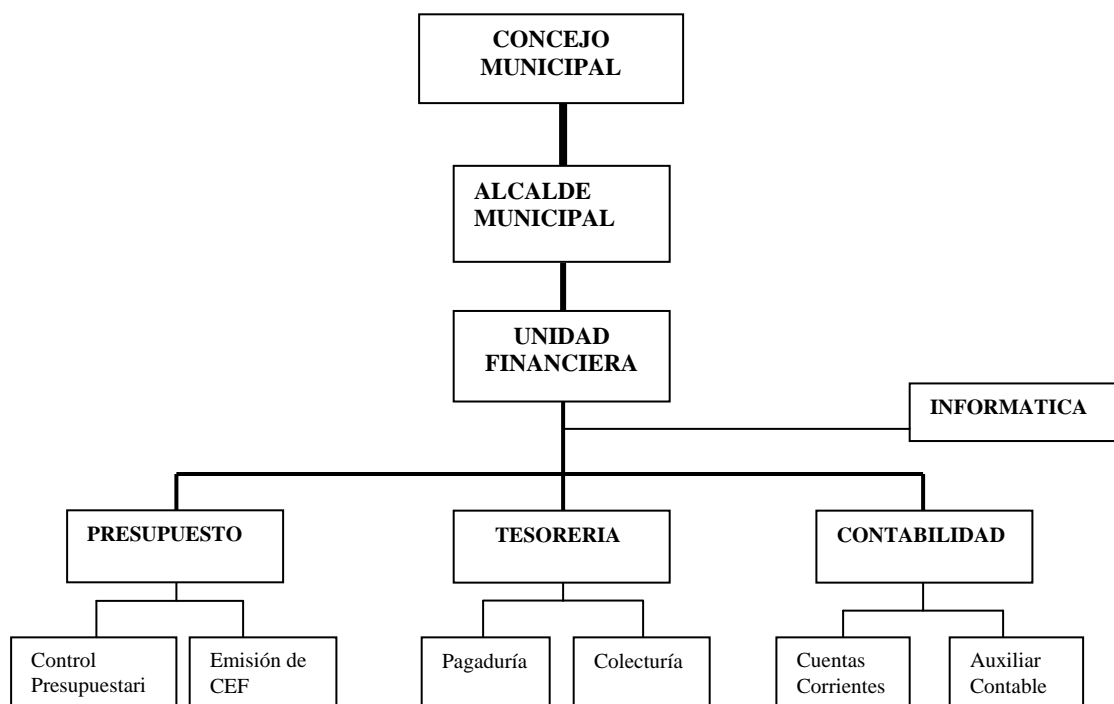 CONCEJO
MUNICIPAL
ALCALDE
MUNICIPAL
UNIDAD
FINANCIERA
INFORMATICA
PRESUPUESTO
TESORERIA
CONTABILIDAD
Control
Presupuestari
Emisión de
CEF
Pagaduría
Colecturía
Cuentas
Corrientes
Auxiliar
Contable